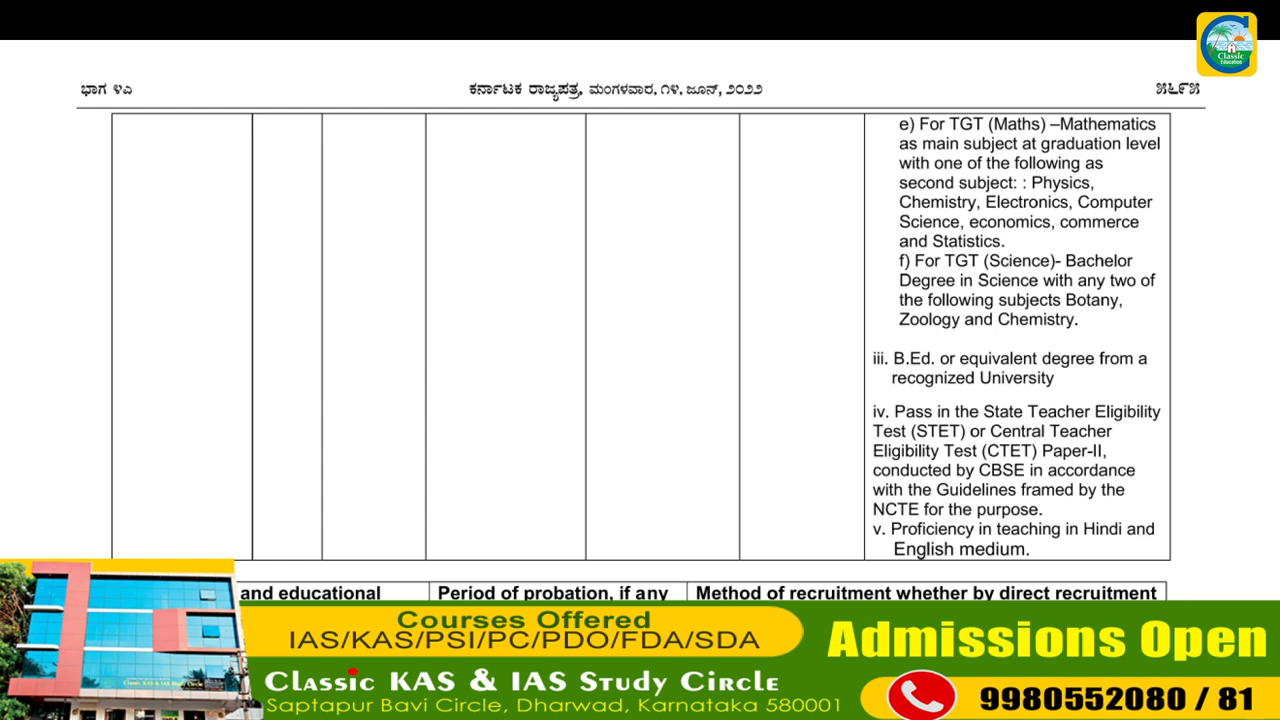 Classic
Education
ಭಾಗ ೪ಎ
ಕರ್ನಾಟಕ ರಾಜ್ಯಪತ್ರ, ಮಂಗಳವಾರ, ೧೪, ಜೂನ್, ೨೦೨೨
೫೬೯೫
e) For TGT (Maths) –Mathematics
as main subject at graduation level
with one of the following as
second subject: : Physics,
Chemistry, Electronics, Computer
Science, economics, commerce
and Statistics.
f) For TGT (Science)- Bachelor
Degree in Science with any two of
the following subjects Botany,
Zoology and Chemistry.
iii. B.Ed. or equivalent degree from a
recognized University
iv. Pass in the State Teacher Eligibility
Test (STET) or Central Teacher
Eligibility Test (CTET) Paper-II,
conducted by CBSE in accordance
with the Guidelines framed by the
NCTE for the purpose.
v. Proficiency in teaching in Hindi and
English medium.
and educational
Period of probation, if any
Method of recruitment whether by direct recruitment
Courses Offered
IAS/KAS/PSI/PC/PDO/FDA/SDA
Classic KAS & IAS Study Circle
Saptapur Bavi Circle, Dharwad, Karnataka 580001
Admissions Open
9980552080 / 81
Classic KAS & IAS Study Circle